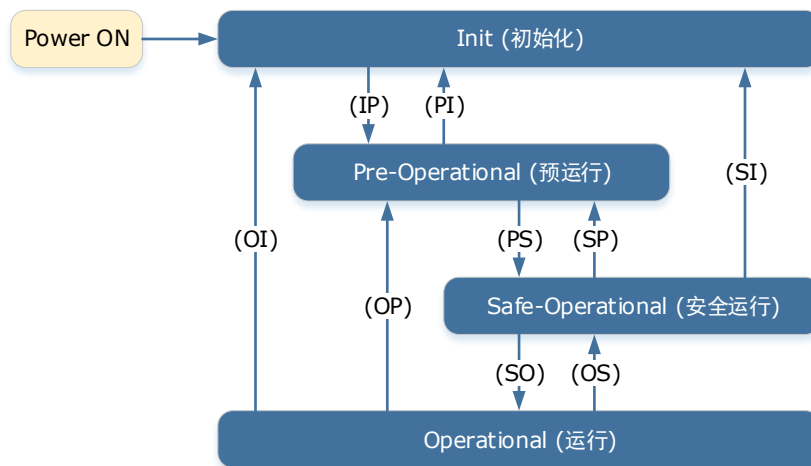 Power ON
Init (初始化)
(IP)
(PI)
Pre-Operational (预运行)
(SI)
(OI)
(PS)
(SP)
(OP)
Safe-Operational (安全运行)
(SO)
(OS)
Operational (运行)